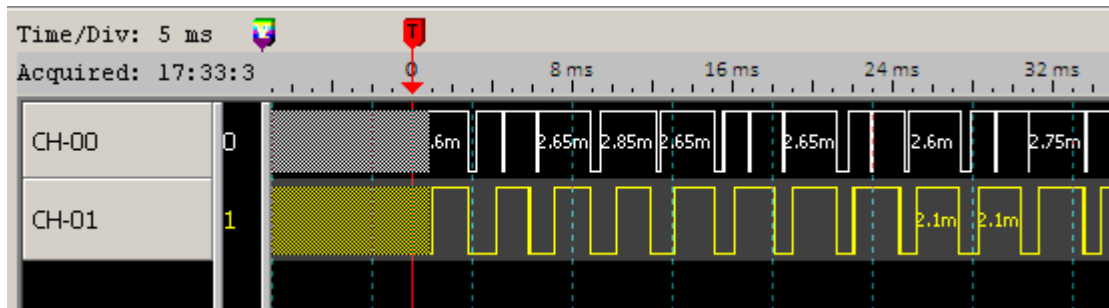 Time/Div: 5 ms
Acquired: 17:33:3
0 8 ms 16 ms 24 ms 32 ms
CH-00 0 .6m 2.65m 2.85m 2.65m 2.65m 2.6m 2.75m
CH-01 1 2.1m 2.1m